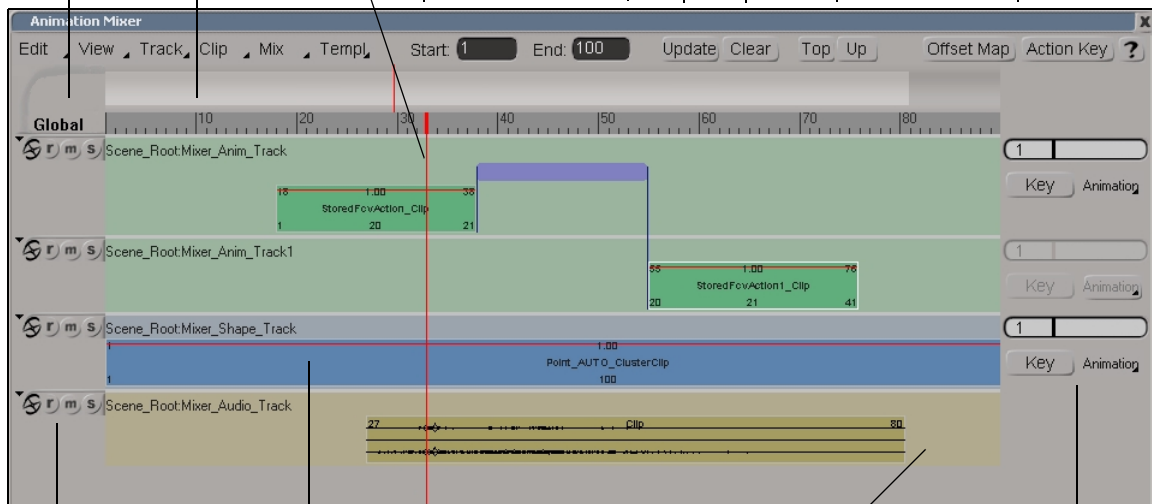 Animation Mixer
x
Edit View Track Clip Mix Templ Start: 1 End: 100 Update Clear Top Up Offset Map Action Key ?
Global 10 20 30 40 50 60 70 80
r m s Scene_Root:Mixer_Anim_Track 1
Key Animation
18 1.00 38
StoredFcvAction_Clip
1 20 21
r m s Scene_Root:Mixer_Anim_Track1 1
55 1.00 76
StoredFcvAction1_Clip
Key Animation
20 21 41
r m s Scene_Root:Mixer_Shape_Track 1
1 1.00
Point_AUTO_ClusterClip
Key Animation
1 100
r m s Scene_Root:Mixer_Audio_Track
27 Clip 80